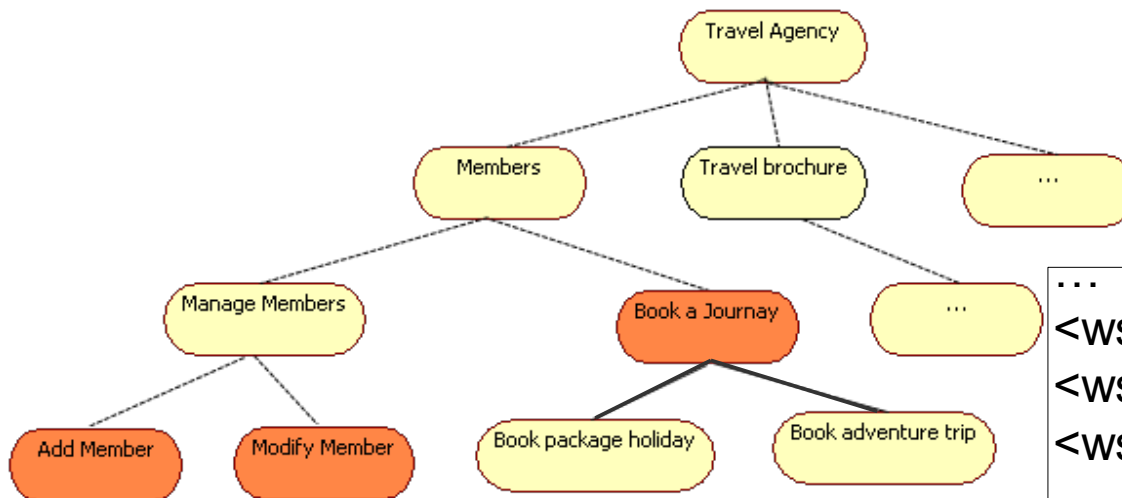 Travel Agency
Members
Travel brochure
...
Manage Members
Book a Journay
...
Add Member
Modify Member
Book package holiday
Book adventure trip
...
<ws
<ws
<ws